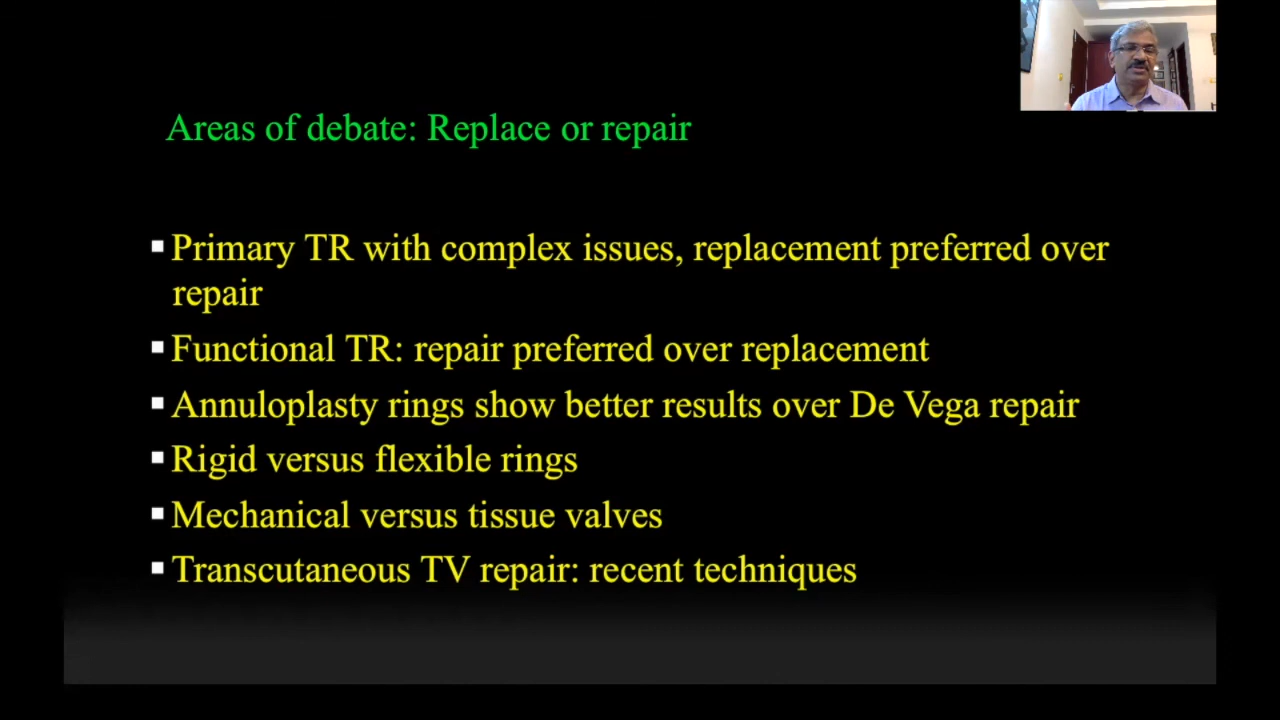 Areas of debate: Replace or repair
Primary TR with complex issues, replacement preferred over
repair
Functional TR: repair preferred over replacement
Annuloplasty rings show better results over De Vega repair
Rigid versus flexible rings
Mechanical versus tissue valves
Transcutaneous TV repair: recent techniques